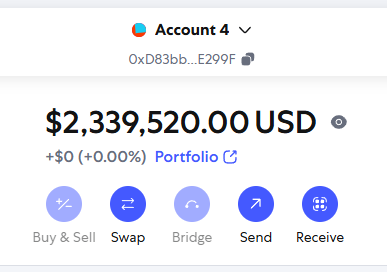 Account 4
0xD83bb...E299F
$2,339,520.00 USD
+$0 (+0.00%) Portfolio
Buy & Sell Swap Bridge Send Receive